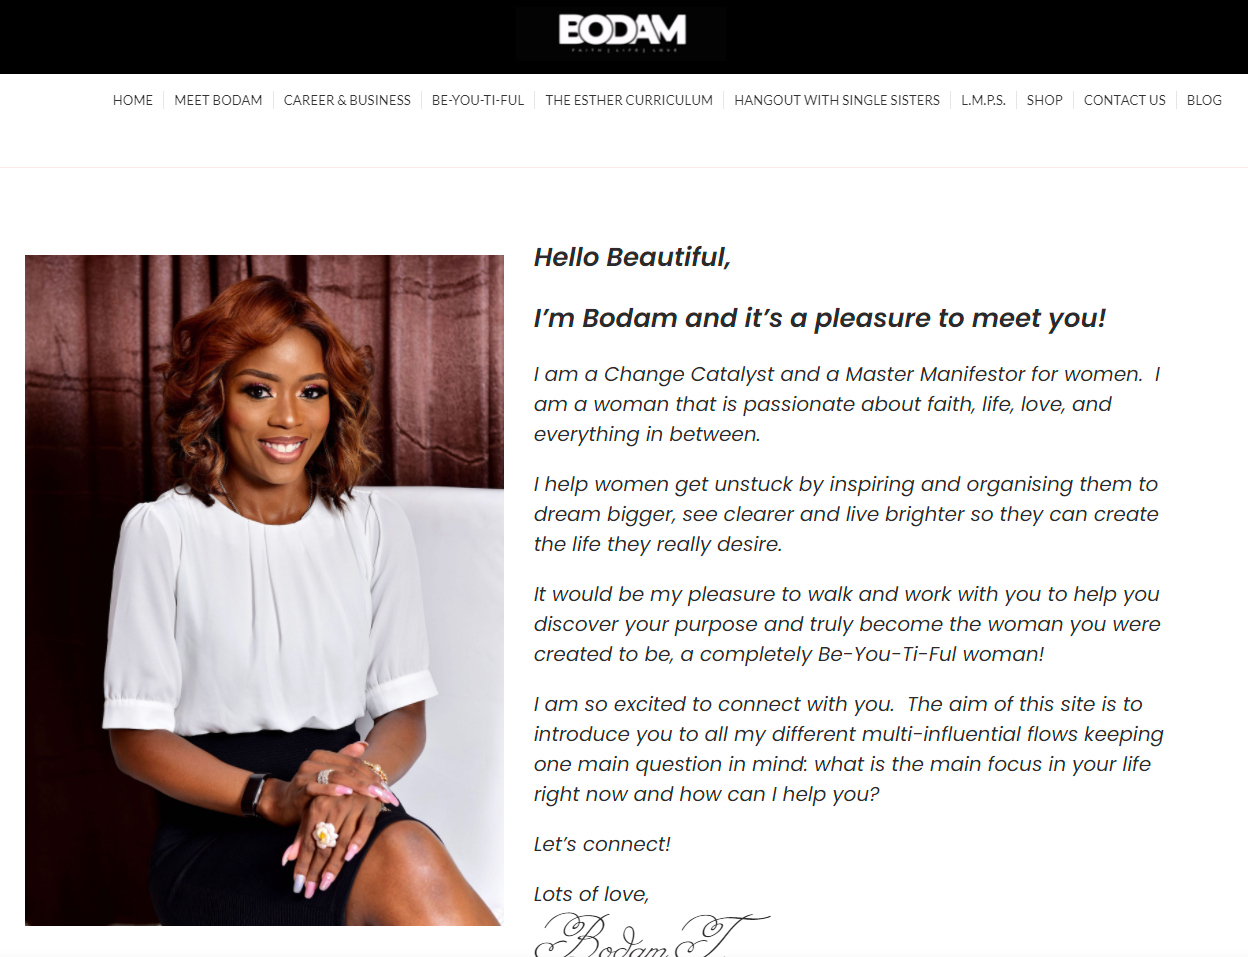 BODAM
FAITH | LIFE | LOVE
HOME
MEET BODAM
CAREER & BUSINESS
BE-YOU-TI-FUL
THE ESTHER CURRICULUM
HANGOUT WITH SINGLE SISTERS
L.M.P.S.
SHOP
CONTACT US
BLOG
Hello Beautiful,
I'm Bodam and it's a pleasure to meet you!
I am a Change Catalyst and a Master Manifestor for women.  I
am a woman that is passionate about faith, life, love, and
everything in between.
I help women get unstuck by inspiring and organising them to
dream bigger, see clearer and live brighter so they can create
the life they really desire.
It would be my pleasure to walk and work with you to help you
discover your purpose and truly become the woman you were
created to be, a completely Be-You-Ti-Ful woman!
I am so excited to connect with you.  The aim of this site is to
introduce you to all my different multi-influential flows keeping
one main question in mind: what is the main focus in your life
right now and how can I help you?
Let's connect!
Lots of love,
Bodam T.